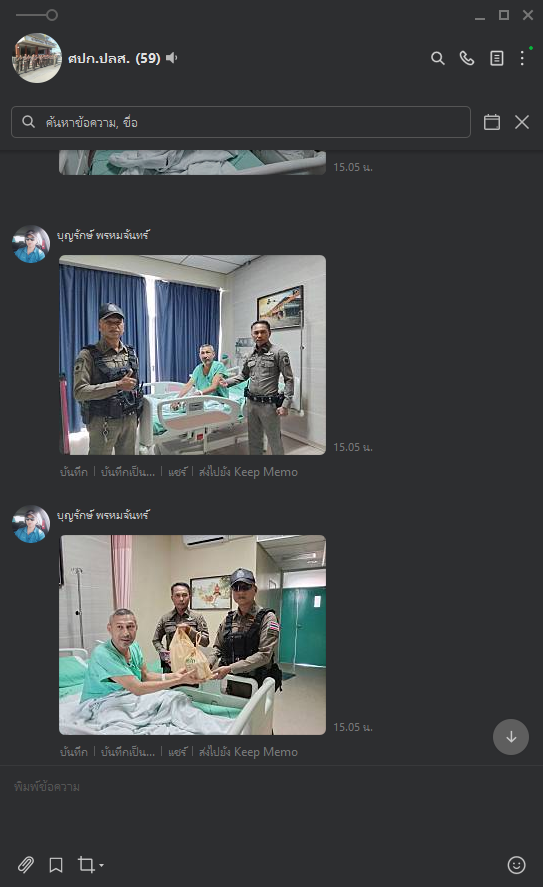 ศปก.ปลส. (59)
ค้นหาข้อความ, ชื่อ
15.05 น.
บุญรักษ์ พรหมจันทร์
15.05 น.
บันทึก | บันทึกเป็น... | แชร์ | ส่งไปยัง Keep Memo
บุญรักษ์ พรหมจันทร์
15.05 น.
บันทึก | บันทึกเป็น... | แชร์ | ส่งไปยัง Keep Memo
พิมพ์ข้อความ